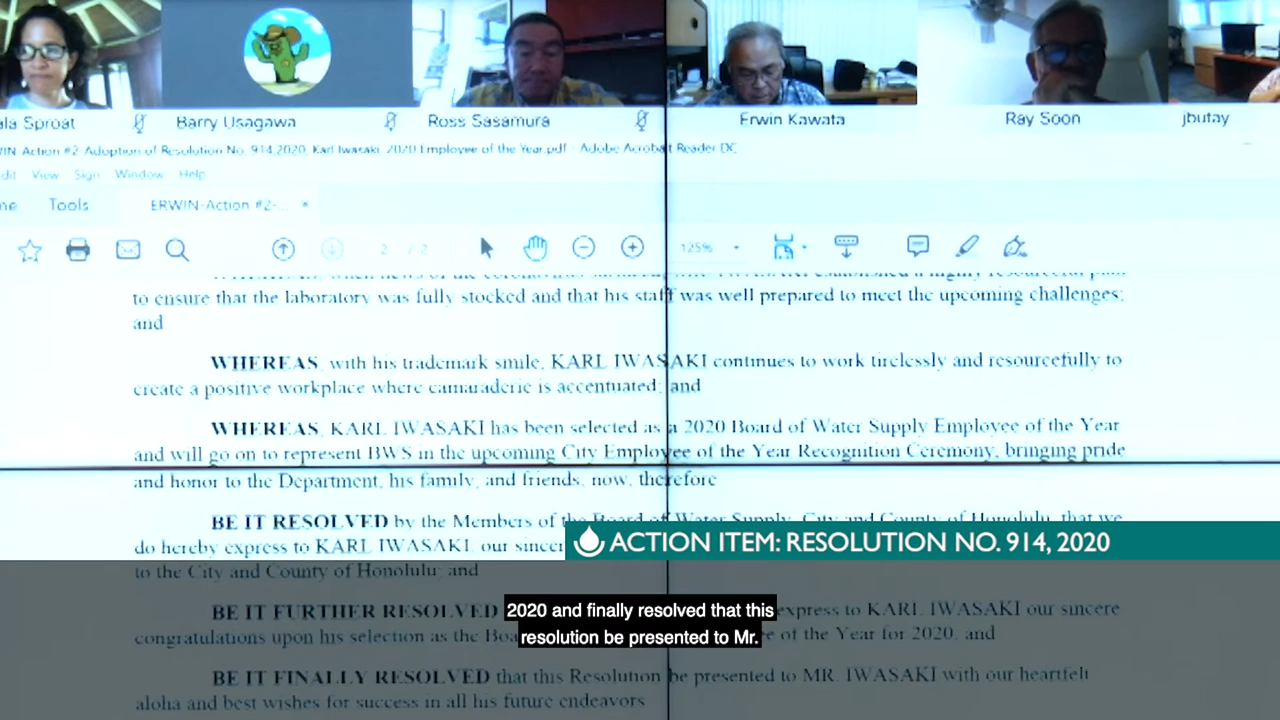 ala Sproat
Barry Usagawa
Ross Sasamura
Erwin Kawata
Ray Soon
jbutay
WIN-Action #2-Adoption of Resolution No. 914,2020, Karl Iwasaki, 2020 Employee of the Year.pdf - Adobe Acrobat Reader DC
dit View Sign Window Help
me Tools ERWIN-Action #2-... ×
2 / 2 125%
to ensure that the laboratory was fully stocked and that his staff was well prepared to meet the upcoming challenges;
and
WHEREAS, with his trademark smile, KARL IWASAKI continues to work tirelessly and resourcefully to
create a positive workplace where camaraderie is accentuated; and
WHEREAS, KARL IWASAKI has been selected as a 2020 Board of Water Supply Employee of the Year
and will go on to represent BWS in the upcoming City Employee of the Year Recognition Ceremony, bringing pride
and honor to the Department, his family, and friends, now, therefore
BE IT RESOLVED by the Members of the Board of Water Supply, City and County of Honolulu, that we
do hereby express to KARL IWASAKI, our sincer
ACTION ITEM: RESOLUTION NO. 914, 2020
to the City and County of Honolulu; and
BE IT FURTHER RESOLVED express to KARL IWASAKI our sincere
congratulations upon his selection as the Boa ee of the Year for 2020, and
2020 and finally resolved that this
resolution be presented to Mr.
BE IT FINALLY RESOLVED that this Resolution be presented to MR. IWASAKI with our heartfelt
aloha and best wishes for success in all his future endeavors